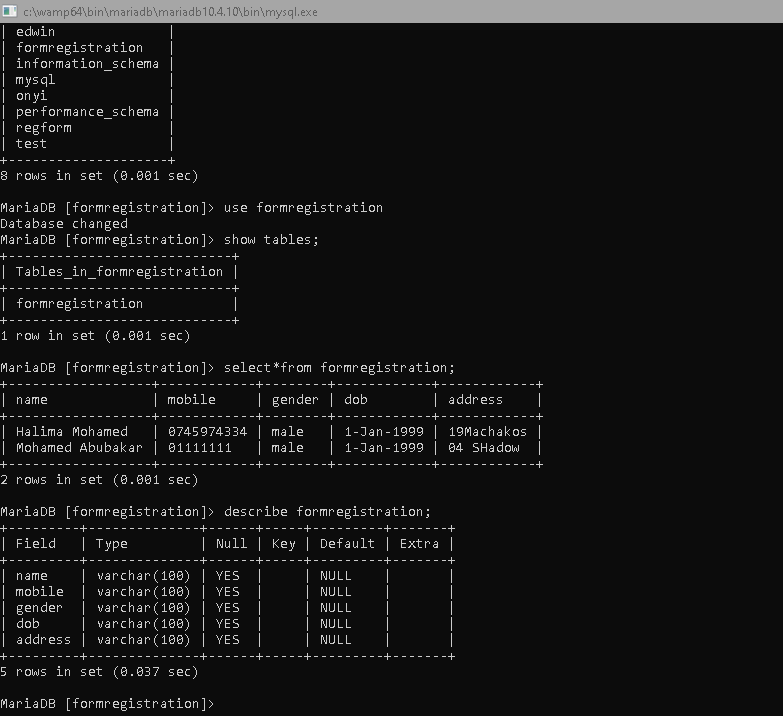 c:\wamp64\bin\mariadb\mariadb10.4.10\bin\mysql.exe
| edwin              |
| formregistration   |
| information_schema |
| mysql              |
| onyi               |
| performance_schema |
| regform            |
| test               |
+--------------------+
8 rows in set (0.001 sec)
MariaDB [formregistration]> use formregistration
Database changed
MariaDB [formregistration]> show tables;
+----------------------------+
| Tables_in_formregistration |
+----------------------------+
| formregistration           |
+----------------------------+
1 row in set (0.001 sec)
MariaDB [formregistration]> select*from formregistration;
+------------------+------------+--------+------------+------------+
| name             | mobile     | gender | dob        | address    |
+------------------+------------+--------+------------+------------+
| Halima Mohamed   | 0745974334 | male   | 1-Jan-1999 | 19Machakos |
| Mohamed Abubakar | 01111111   | male   | 1-Jan-1999 | 04 SHadow  |
+------------------+------------+--------+------------+------------+
2 rows in set (0.001 sec)
MariaDB [formregistration]> describe formregistration;
+---------+--------------+------+-----+---------+-------+
| Field   | Type         | Null | Key | Default | Extra |
+---------+--------------+------+-----+---------+-------+
| name    | varchar(100) | YES  |     | NULL    |       |
| mobile  | varchar(100) | YES  |     | NULL    |       |
| gender  | varchar(100) | YES  |     | NULL    |       |
| dob     | varchar(100) | YES  |     | NULL    |       |
| address | varchar(100) | YES  |     | NULL    |       |
+---------+--------------+------+-----+---------+-------+
5 rows in set (0.037 sec)
MariaDB [formregistration]>